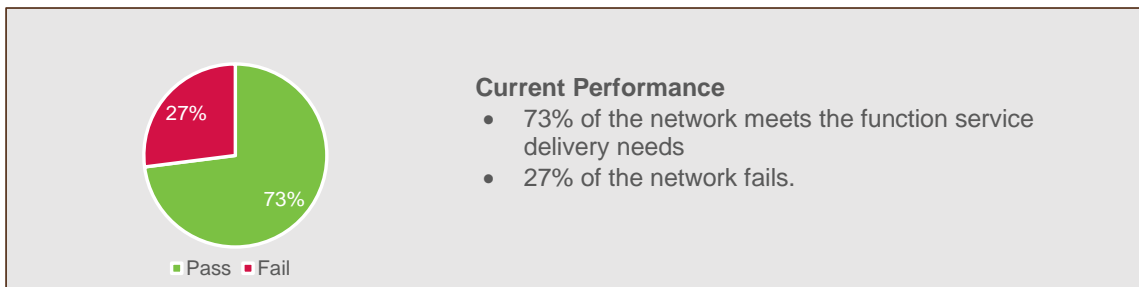 27%
73%
Pass Fail
Current Performance
• 73% of the network meets the function service
delivery needs
• 27% of the network fails.